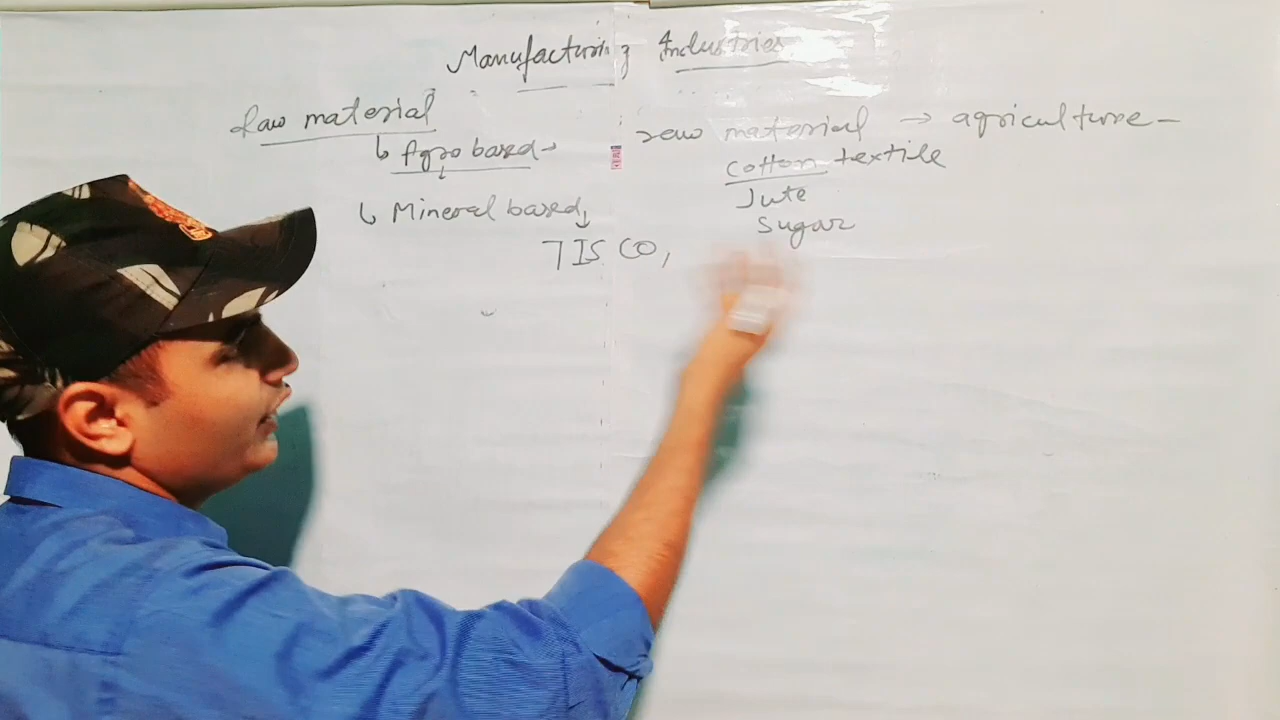 Manufacturing Industries
Raw material
↳ Agro based → raw material → agriculture -
cotton textile
Jute
Sugar
↳ Mineral based ↓
TISCO,